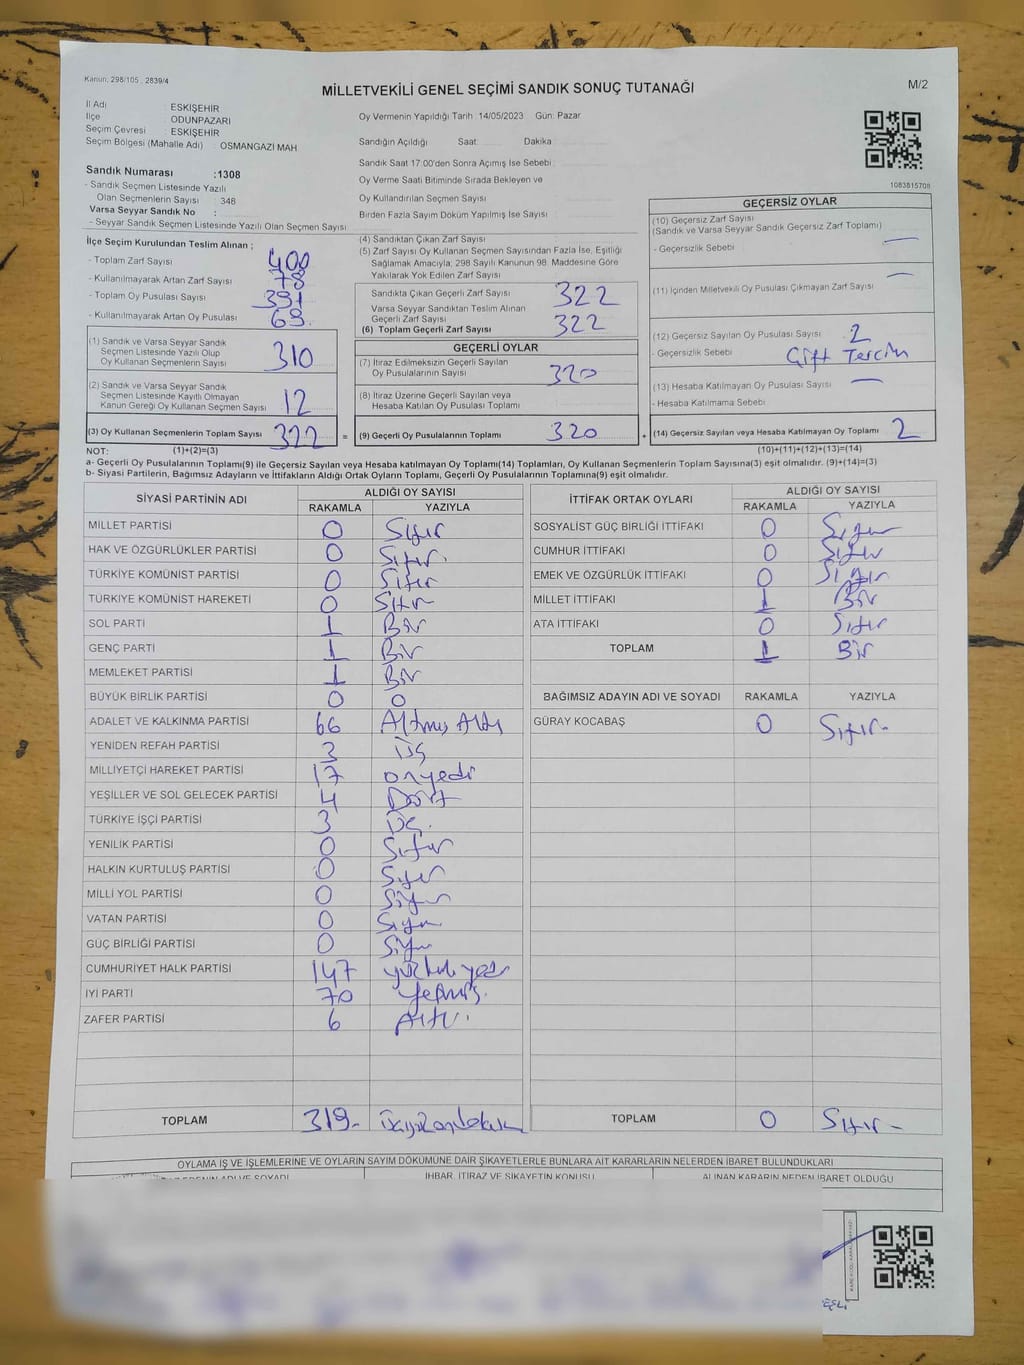 Kanun: 298/105 , 2839/4
MİLLETVEKİLİ GENEL SEÇİMİ SANDIK SONUÇ TUTANAĞI
M/2
İl Adı : ESKİŞEHİR
İlçe : ODUNPAZARI
Seçim Çevresi : ESKİŞEHİR
Seçim Bölgesi (Mahalle Adı) : OSMANGAZİ MAH
Sandık Numarası :1308
- Sandık Seçmen Listesinde Yazılı
Olan Seçmenlerin Sayısı : 346
Varsa Seyyar Sandık No :
- Seyyar Sandık Seçmen Listesinde Yazılı Olan Seçmen Sayısı :
Oy Vermenin Yapıldığı Tarih :14/05/2023 Gün: Pazar
Sandığın Açıldığı Saat: Dakika:
Sandık Saat 17:00'den Sonra Açımış İse Sebebi :
Oy Verme Saati Bitiminde Sırada Bekleyen ve
Oy Kullandırılan Seçmen Sayısı :
Birden Fazla Sayım Döküm Yapılmış İse Sayısı :
1083815708
İlçe Seçim Kurulundan Teslim Alınan ;
- Toplam Zarf Sayısı : 400
- Kullanılmayarak Artan Zarf Sayısı : 78
- Toplam Oy Pusulası Sayısı : 391
- Kullanılmayarak Artan Oy Pusulası : 69
(1) Sandık ve Varsa Seyyar Sandık
Seçmen Listesinde Yazılı Olup
Oy Kullanan Seçmenlerin Sayısı 310
(2) Sandık ve Varsa Seyyar Sandık
Seçmen Listesinde Kayıtlı Olmayan
Kanun Gereği Oy Kullanan Seçmen Sayısı 12
(3) Oy Kullanan Seçmenlerin Toplam Sayısı 322 =
(4) Sandıktan Çıkan Zarf Sayısı :
(5) Zarf Sayısı Oy Kullanan Seçmen Sayısından Fazla İse, Eşitliği
Sağlamak Amacıyla, 298 Sayılı Kanunun 98. Maddesine Göre
Yakılarak Yok Edilen Zarf Sayısı :
Sandıkta Çıkan Geçerli Zarf Sayısı : 322
Varsa Seyyar Sandıktan Teslim Alınan
Geçerli Zarf Sayısı :
(6) Toplam Geçerli Zarf Sayısı : 322
GEÇERLİ OYLAR
(7) İtiraz Edilmeksizin Geçerli Sayılan
Oy Pusulalarının Sayısı : 320
(8) İtiraz Üzerine Geçerli Sayılan veya
Hesaba Katılan Oy Pusulası Toplamı :
(9) Geçerli Oy Pusulalarının Toplamı : 320 +
GEÇERSİZ OYLAR
(10) Geçersiz Zarf Sayısı
(Sandık ve Varsa Seyyar Sandık Geçersiz Zarf Toplamı)
- Geçersizlik Sebebi : —
(11) İçinden Milletvekili Oy Pusulası Çıkmayan Zarf Sayısı : —
(12) Geçersiz Sayılan Oy Pusulası Sayısı : 2
- Geçersizlik Sebebi : Çift Tercih
(13) Hesaba Katılmayan Oy Pusulası Sayısı : —
- Hesaba Katılmama Sebebi :
(14) Geçersiz Sayılan veya Hesaba Katılmayan Oy Toplamı : 2
NOT: (1)+(2)=(3) (10)+(11)+(12)+(13)=(14)
a- Geçerli Oy Pusulalarının Toplamı(9) ile Geçersiz Sayılan veya Hesaba katılmayan Oy Toplamı(14) Toplamları, Oy Kullanan Seçmenlerin Toplam Sayısına(3) eşit olmalıdır. (9)+(14)=(3)
b- Siyasi Partilerin, Bağımsız Adayların ve İttifakların Aldığı Ortak Oyların Toplamı, Geçerli Oy Pusulalarının Toplamına(9) eşit olmalıdır.
SİYASİ PARTİNİN ADI ALDIĞI OY SAYISI
RAKAMLA YAZIYLA
MİLLET PARTİSİ 0 Sıfır
HAK VE ÖZGÜRLÜKLER PARTİSİ 0 Sıfır
TÜRKİYE KOMÜNİST PARTİSİ 0 Sıfır
TÜRKİYE KOMÜNİST HAREKETİ 0 Sıfır
SOL PARTİ 1 Bir
GENÇ PARTİ 1 Bir
MEMLEKET PARTİSİ 1 Bir
BÜYÜK BİRLİK PARTİSİ 0 0
ADALET VE KALKINMA PARTİSİ 66 Altmış Altı
YENİDEN REFAH PARTİSİ 3 Üç
MİLLİYETÇİ HAREKET PARTİSİ 17 onyedi
YEŞİLLER VE SOL GELECEK PARTİSİ 4 Dört
TÜRKİYE İŞÇİ PARTİSİ 3 Üç.
YENİLİK PARTİSİ 0 Sıfır
HALKIN KURTULUŞ PARTİSİ 0 Sıfır
MİLLİ YOL PARTİSİ 0 Sıfır
VATAN PARTİSİ 0 Sıfır
GÜÇ BİRLİĞİ PARTİSİ 0 Sıfır
CUMHURİYET HALK PARTİSİ 147
İYİ PARTİ 70 Yetmiş.
ZAFER PARTİSİ 6 Altı
TOPLAM 319-
İTTİFAK ORTAK OYLARI ALDIĞI OY SAYISI
RAKAMLA YAZIYLA
SOSYALİST GÜÇ BİRLİĞİ İTTİFAKI 0 Sıfır
CUMHUR İTTİFAKI 0 Sıfır
EMEK VE ÖZGÜRLÜK İTTİFAKI 0 Sıfır
MİLLET İTTİFAKI 1 Bir
ATA İTTİFAKI 0 Sıfır
TOPLAM 1 Bir
BAĞIMSIZ ADAYIN ADI VE SOYADI RAKAMLA YAZIYLA
GÜRAY KOCABAŞ 0 Sıfır-
TOPLAM 0 Sıfır-
OYLAMA İŞ VE İŞLEMLERİNE VE OYLARIN SAYIM DÖKÜMÜNE DAİR ŞİKAYETLERLE BUNLARA AİT KARARLARIN NELERDEN İBARET BULUNDUKLARI
İHBAR, İTİRAZ VE ŞİKAYETİN KONUSU ALINAN KARARIN NEDEN İBARET OLDUĞU